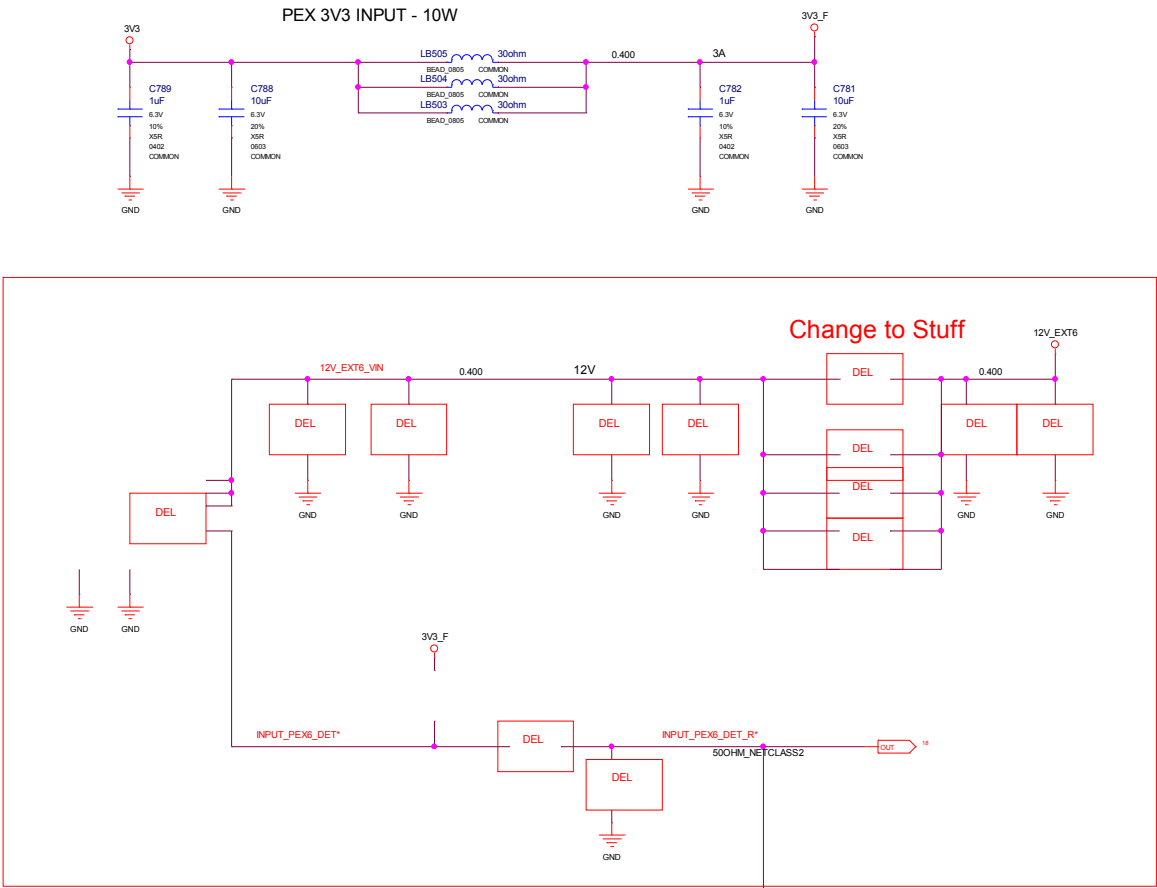 PEX 3V3 INPUT - 10W
3V3
3V3_F
LB505 30ohm
0.400
3A
BEAD_0805 COMMON
LB504 30ohm
BEAD_0805 COMMON
LB503 30ohm
BEAD_0805 COMMON
C789
1uF
6.3V
10%
X5R
0402
COMMON
C788
10uF
6.3V
20%
X5R
0603
COMMON
C782
1uF
6.3V
10%
X5R
0402
COMMON
C781
10uF
6.3V
20%
X5R
0603
COMMON
GND
GND
GND
GND
Change to Stuff
12V_EXT6
12V_EXT6_VIN
0.400
12V
DEL
0.400
DEL
DEL
DEL
DEL
DEL
DEL
DEL
DEL
DEL
DEL
GND
GND
GND
GND
GND
GND
GND
GND
3V3_F
INPUT_PEX6_DET*
DEL
INPUT_PEX6_DET_R*
50OHM_NETCLASS2
OUT
18
DEL
GND